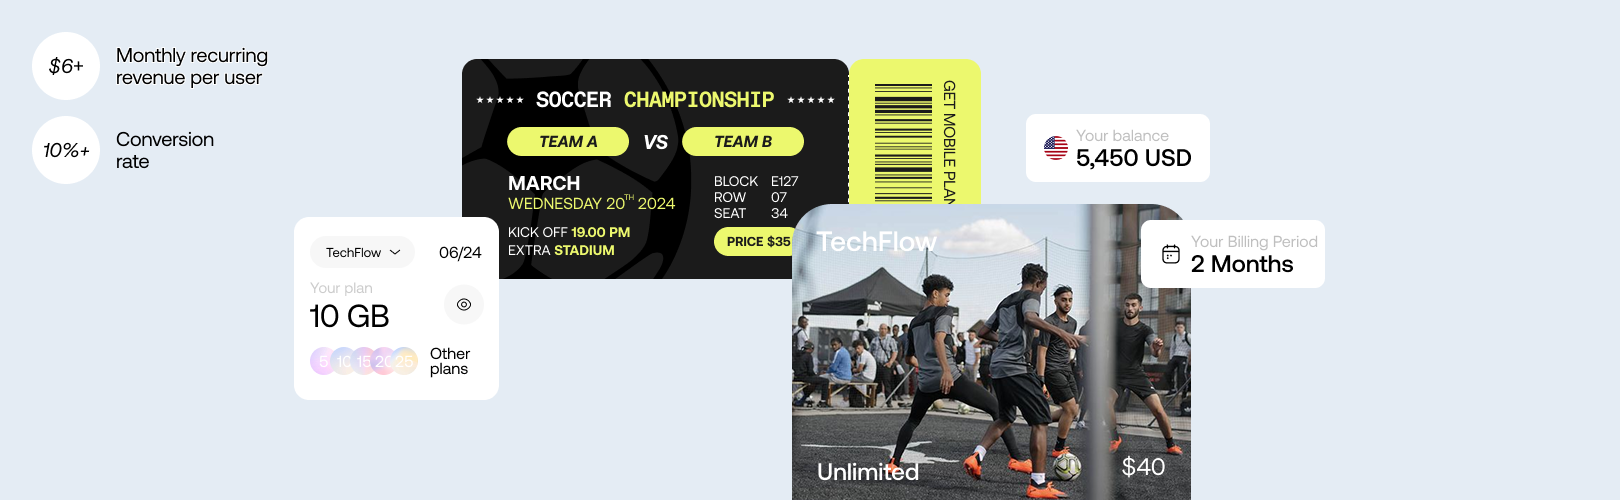 $6+
Monthly recurring
revenue per user
10%+
Conversion
rate
SOCCER CHAMPIONSHIP
TEAM A VS TEAM B
MARCH
WEDNESDAY 20TH 2024
KICK OFF 19.00 PM
EXTRA STADIUM
BLOCK E127
ROW 07
SEAT 34
PRICE $35
GET MOBILE PLAN
Your balance
5,450 USD
TechFlow
Unlimited
$40
Your Billing Period
2 Months
TechFlow 06/24
Your plan
10 GB
5 10 15 20 25
Other
plans